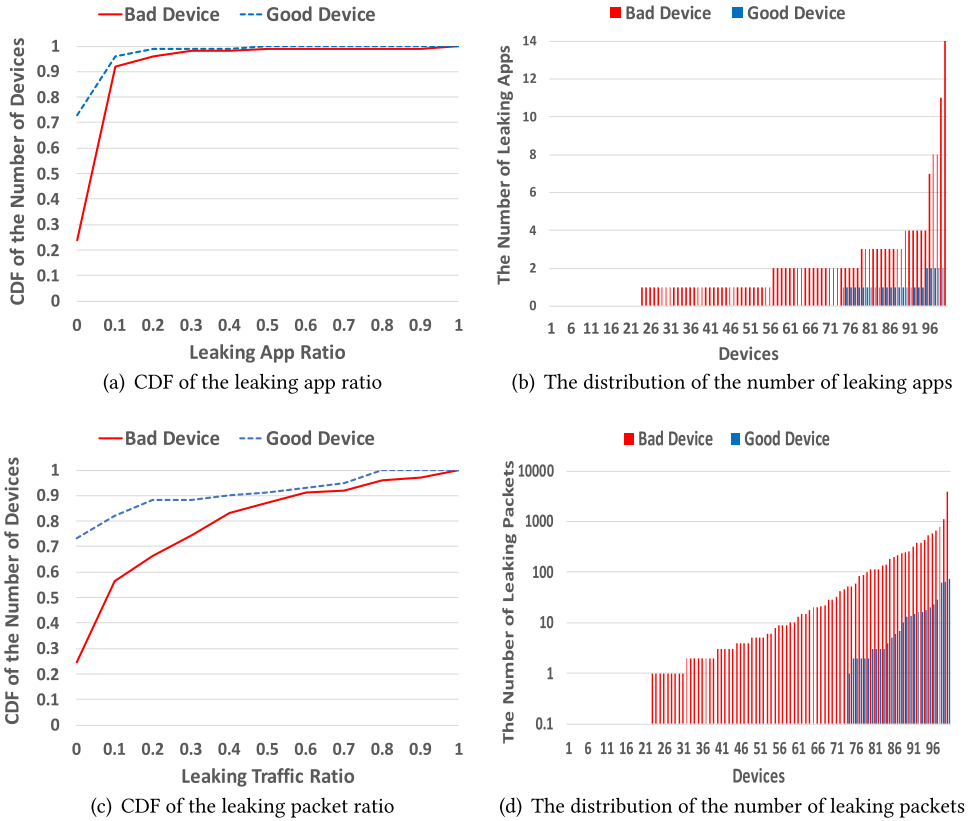 Bad Device Good Device
CDF of the Number of Devices
1
0.9
0.8
0.7
0.6
0.5
0.4
0.3
0.2
0.1
0
0 0.1 0.2 0.3 0.4 0.5 0.6 0.7 0.8 0.9 1
Leaking App Ratio
(a) CDF of the leaking app ratio
Bad Device Good Device
The Number of Leaking Apps
14
12
10
8
6
4
2
0
1 6 11 16 21 26 31 36 41 46 51 56 61 66 71 76 81 86 91 96
Devices
(b) The distribution of the number of leaking apps
Bad Device Good Device
CDF of the Number of Devices
1
0.9
0.8
0.7
0.6
0.5
0.4
0.3
0.2
0.1
0
0 0.1 0.2 0.3 0.4 0.5 0.6 0.7 0.8 0.9 1
Leaking Traffic Ratio
(c) CDF of the leaking packet ratio
Bad Device Good Device
The Number of Leaking Packets
10000
1000
100
10
1
0.1
1 6 11 16 21 26 31 36 41 46 51 56 61 66 71 76 81 86 91 96
Devices
(d) The distribution of the number of leaking packets